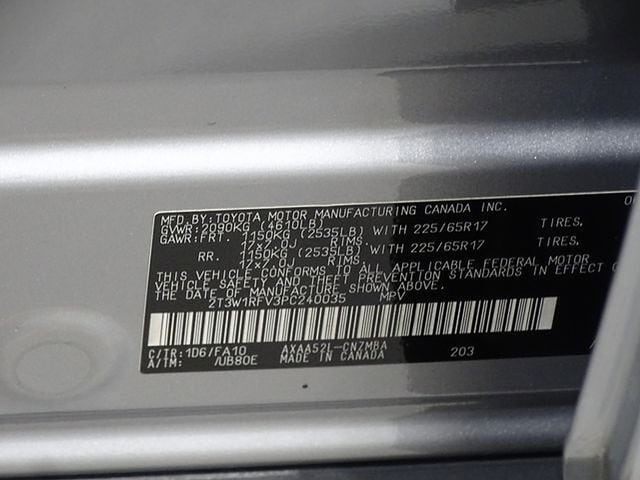 MFD.BY:TOYOTA MOTOR MANUFACTURING CANADA INC.
GVWR:2090KG (4610LB)
GAWR:FRT. 1150KG (2535LB) WITH 225/65R17 TIRES,
17x7.0J RIMS.
RR. 1150KG (2535LB) WITH 225/65R17 TIRES,
17x7.0J RIMS.
THIS VEHICLE CONFORMS TO ALL APPLICABLE FEDERAL MOTOR
VEHICLE SAFETY AND THEFT PREVENTION STANDARDS IN EFFECT
DATE OF MANUFACTURE SHOWN ABOVE.
2T3W1RFV3PC240035 MPV
C/TR:1D6/FA10 AXAA52L-CNZMBA 203
A/TM: /UB80E MADE IN CANADA